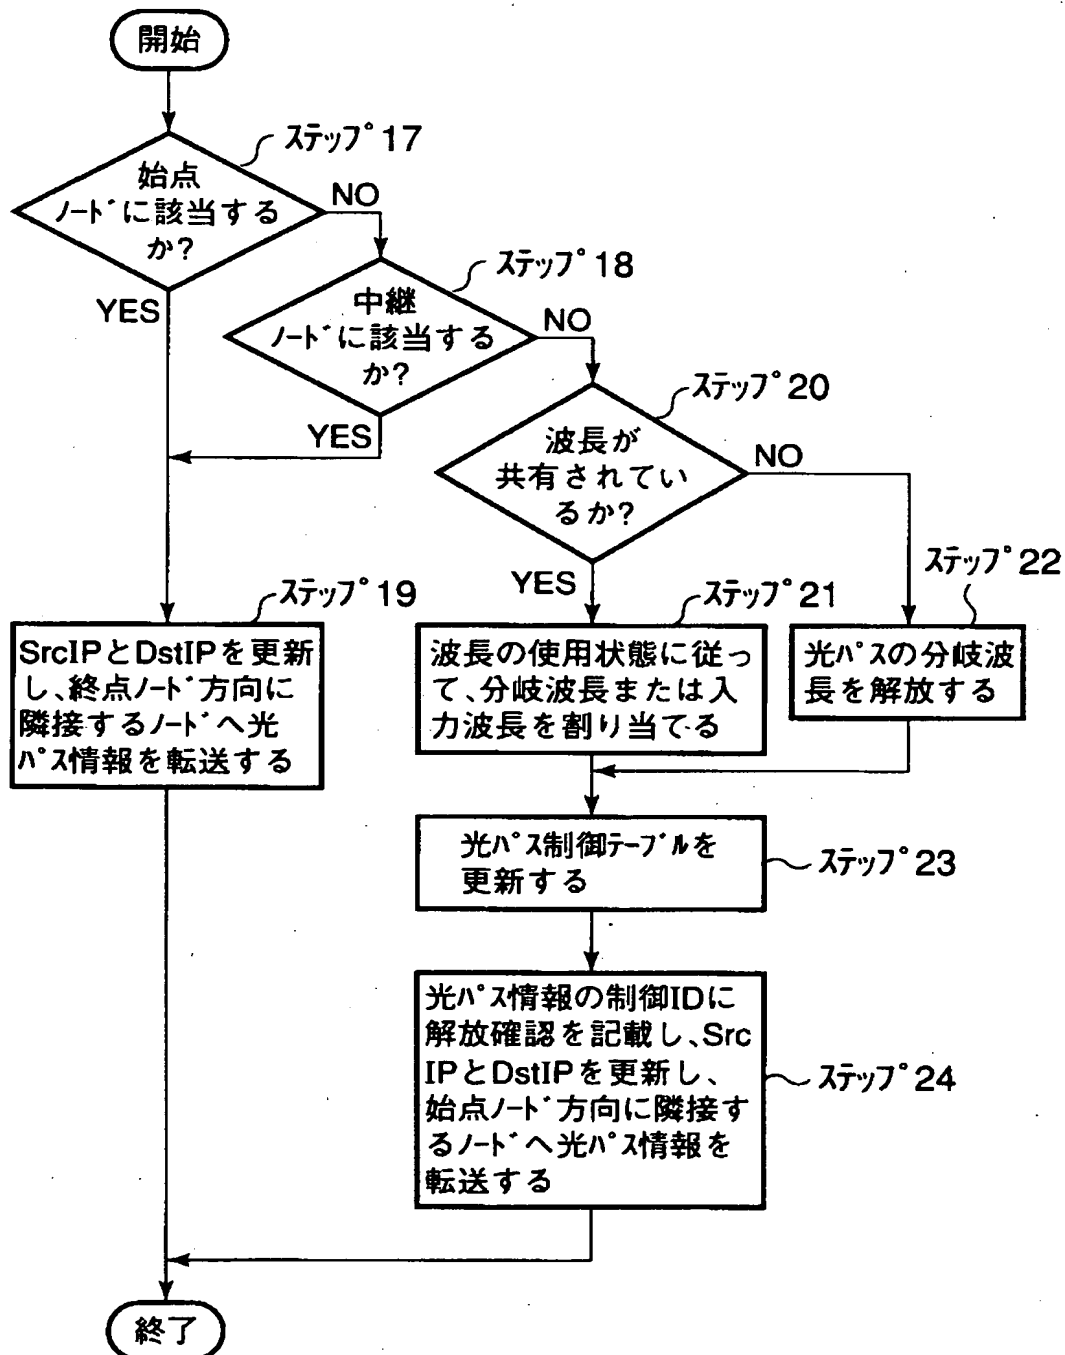 開始
ステップ17
始点
ノードに該当する
か?
NO
YES
ステップ18
中継
ノードに該当する
か?
NO
YES
ステップ20
波長が
共有されてい
るか?
NO
YES
ステップ19
SrcIPとDstIPを更新
し、終点ノード方向に
隣接するノードへ光
パス情報を転送する
ステップ21
波長の使用状態に従っ
て、分岐波長または入
力波長を割り当てる
ステップ22
光パスの分岐波
長を解放する
光パス制御テーブルを
更新する
ステップ23
光パス情報の制御IDに
解放確認を記載し、Src
IPとDstIPを更新し、
始点ノード方向に隣接す
るノードへ光パス情報を
転送する
ステップ24
終了